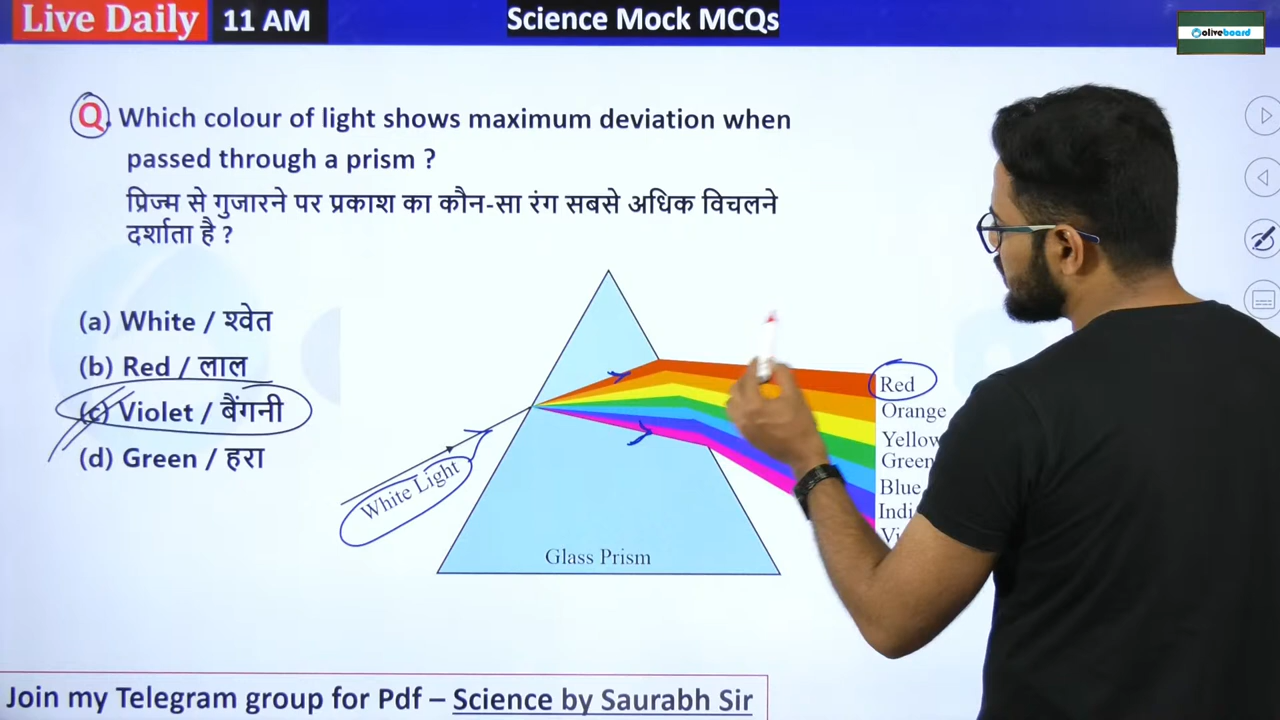 Live Daily 11 AM
Science Mock MCQs
oliveboard
Q. Which colour of light shows maximum deviation when
passed through a prism ?
प्रिज्म से गुजारने पर प्रकाश का कौन-सा रंग सबसे अधिक विचलने
दर्शाता है ?
(a) White / श्वेत
(b) Red / लाल
(c) Violet / बैंगनी
(d) Green / हरा
White Light
Glass Prism
Red
Orange
Yellow
Green
Blue
Join my Telegram group for Pdf – Science by Saurabh Sir